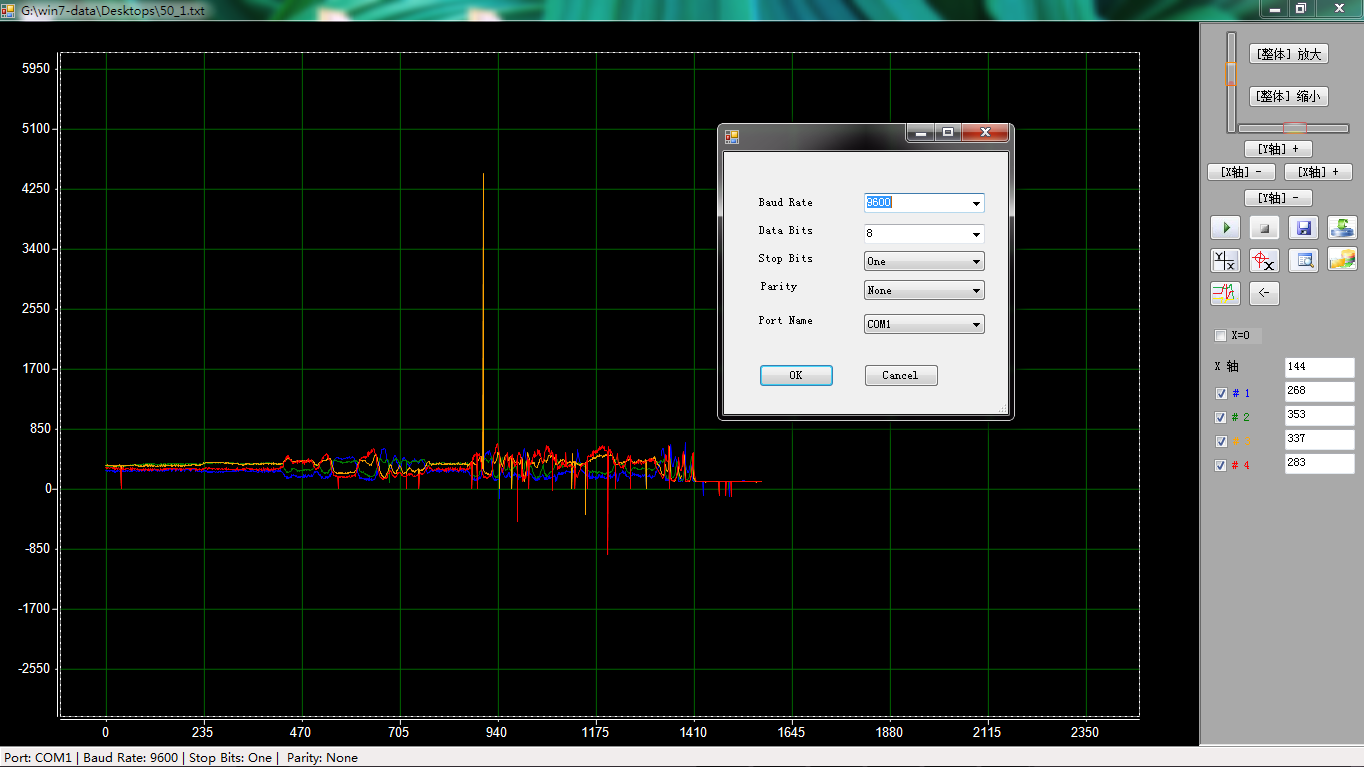 G:\win7-data\Desktops\50_1.txt
5950
5100
4250
3400
2550
1700
850
0
-850
-1700
-2550
0 235 470 705 940 1175 1410 1645 1880 2115 2350
Baud Rate 9600
Data Bits 8
Stop Bits One
Parity None
Port Name COM1
OK Cancel
[整体] 放大
[整体] 缩小
[Y轴] +
[X轴] - [X轴] +
[Y轴] -
Y X X
<-
X=0
X 轴 144
# 1 268
# 2 353
# 3 337
# 4 283
Port: COM1 | Baud Rate: 9600 | Stop Bits: One | Parity: None